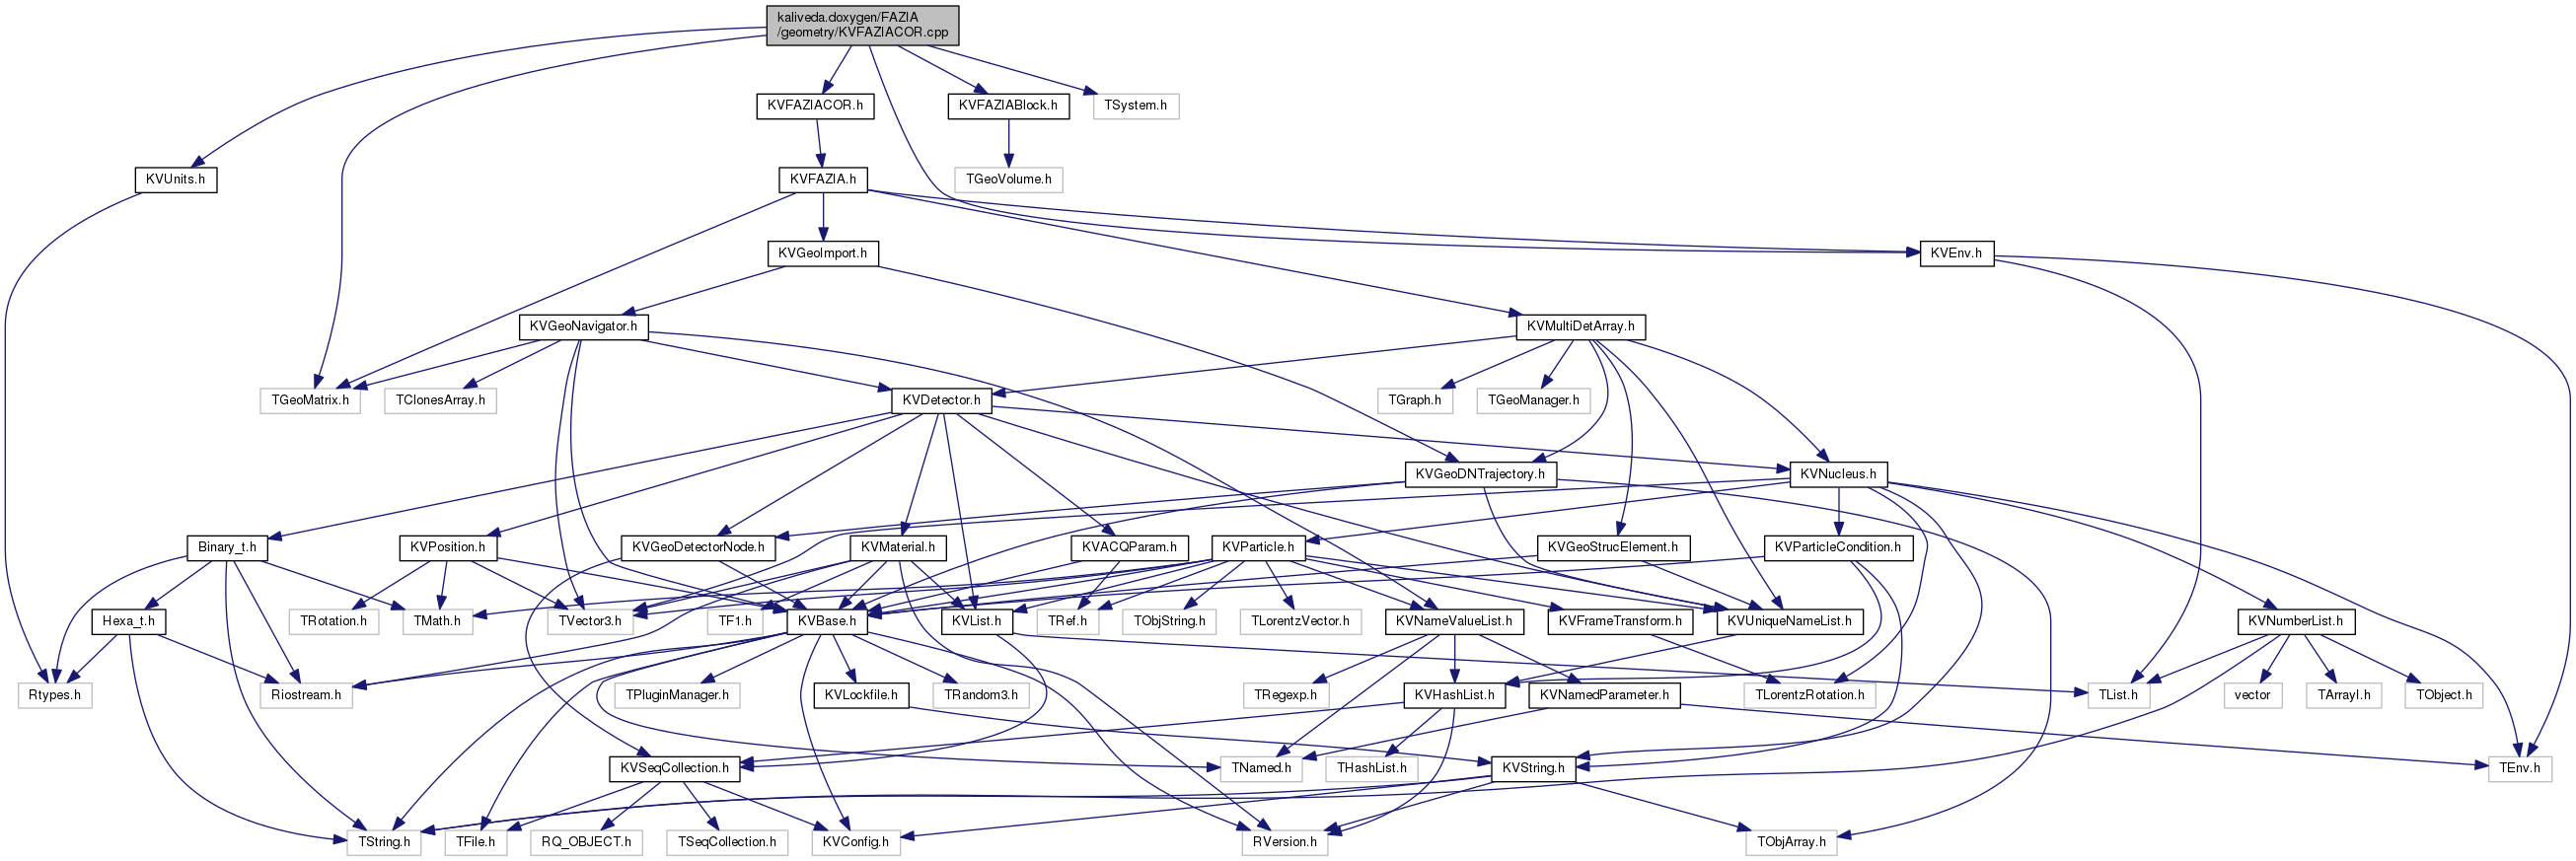 kaliveda.doxygen/FAZIA
/geometry/KVFAZIACOR.cpp
KVFAZIACOR.h
KVFAZIABlock.h
TSystem.h
KVUnits.h
KVFAZIA.h
TGeoVolume.h
KVGeoImport.h
KVEnv.h
KVGeoNavigator.h
KVMultiDetArray.h
TGeoMatrix.h
TClonesArray.h
KVDetector.h
TGraph.h
TGeoManager.h
KVGeoDNTrajectory.h
KVNucleus.h
Binary_t.h
KVPosition.h
KVGeoDetectorNode.h
KVMaterial.h
KVACQParam.h
KVParticle.h
KVGeoStrucElement.h
KVParticleCondition.h
Hexa_t.h
TRotation.h
TMath.h
TVector3.h
TF1.h
KVBase.h
KVList.h
TRef.h
TObjString.h
TLorentzVector.h
KVNameValueList.h
KVFrameTransform.h
KVUniqueNameList.h
KVNumberList.h
Rtypes.h
Riostream.h
TPluginManager.h
KVLockfile.h
TRandom3.h
TRegexp.h
KVHashList.h
KVNamedParameter.h
TLorentzRotation.h
TList.h
vector
TArrayI.h
TObject.h
KVSeqCollection.h
TNamed.h
THashList.h
KVString.h
TEnv.h
TString.h
TFile.h
RQ_OBJECT.h
TSeqCollection.h
KVConfig.h
RVersion.h
TObjArray.h